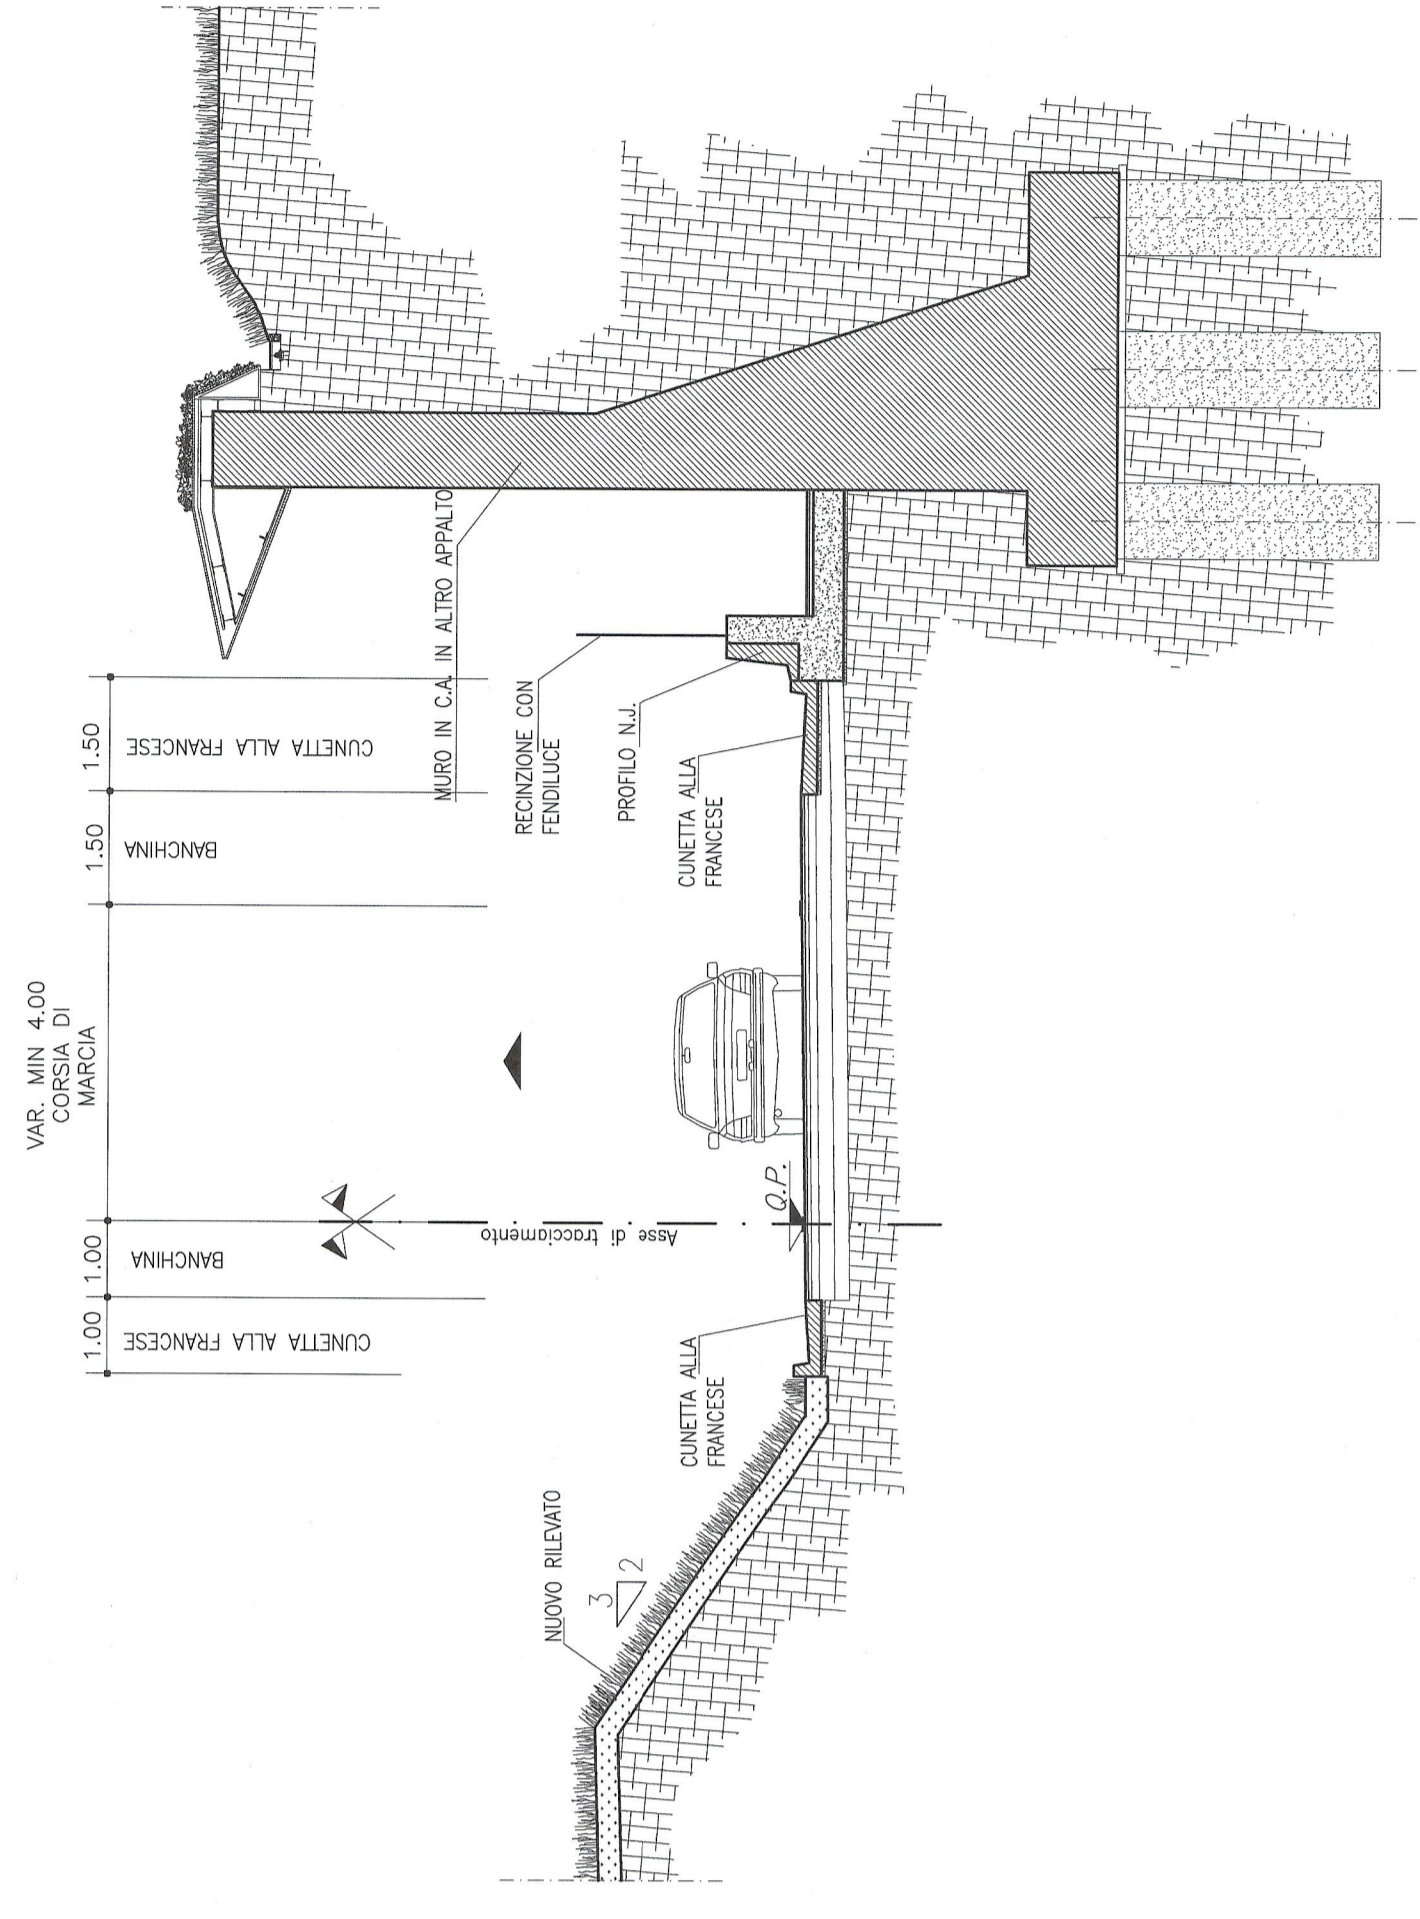 VAR. MIN 4.00
CORSIA DI
MARCIA
1.00
1.00
1.50
1.50
CUNETTA ALLA FRANCESE
BANCHINA
BANCHINA
CUNETTA ALLA FRANCESE
Asse di tracciamento
MURO IN C.A. IN ALTRO APPALTO
RECINZIONE CON
FENDILUCE
PROFILO N.J.
CUNETTA ALLA
FRANCESE
NUOVO RILEVATO
3
2
CUNETTA ALLA
FRANCESE
Q.P.